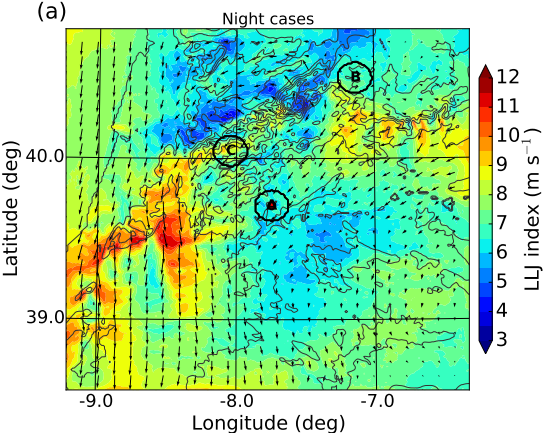 (a)
Night cases
B
C
A
40.0
39.0
Latitude (deg)
-9.0 -8.0 -7.0
Longitude (deg)
12
11
10
9
8
7
6
5
4
3
LLJ index (m s⁻¹)